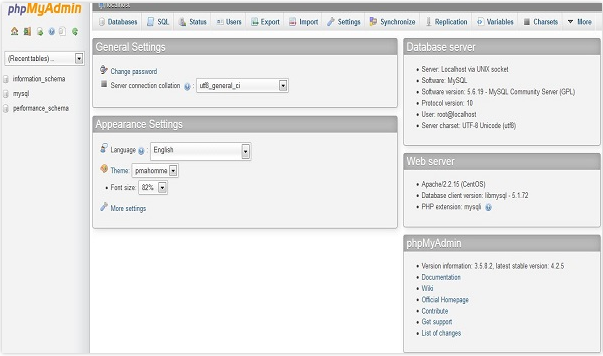 phpMyAdmin
localhost
Databases SQL Status Users Export Import Settings Synchronize Replication Variables Charsets More
(Recent tables) ...
information_schema
mysql
performance_schema
General Settings
Change password
Server connection collation : utf8_general_ci
Appearance Settings
Language : English
Theme: pmahomme
Font size: 82%
More settings
Database server
Server: Localhost via UNIX socket
Software: MySQL
Software version: 5.6.19 - MySQL Community Server (GPL)
Protocol version: 10
User: root@localhost
Server charset: UTF-8 Unicode (utf8)
Web server
Apache/2.2.15 (CentOS)
Database client version: libmysql - 5.1.72
PHP extension: mysqli
phpMyAdmin
Version information: 3.5.8.2, latest stable version: 4.2.5
Documentation
Wiki
Official Homepage
Contribute
Get support
List of changes